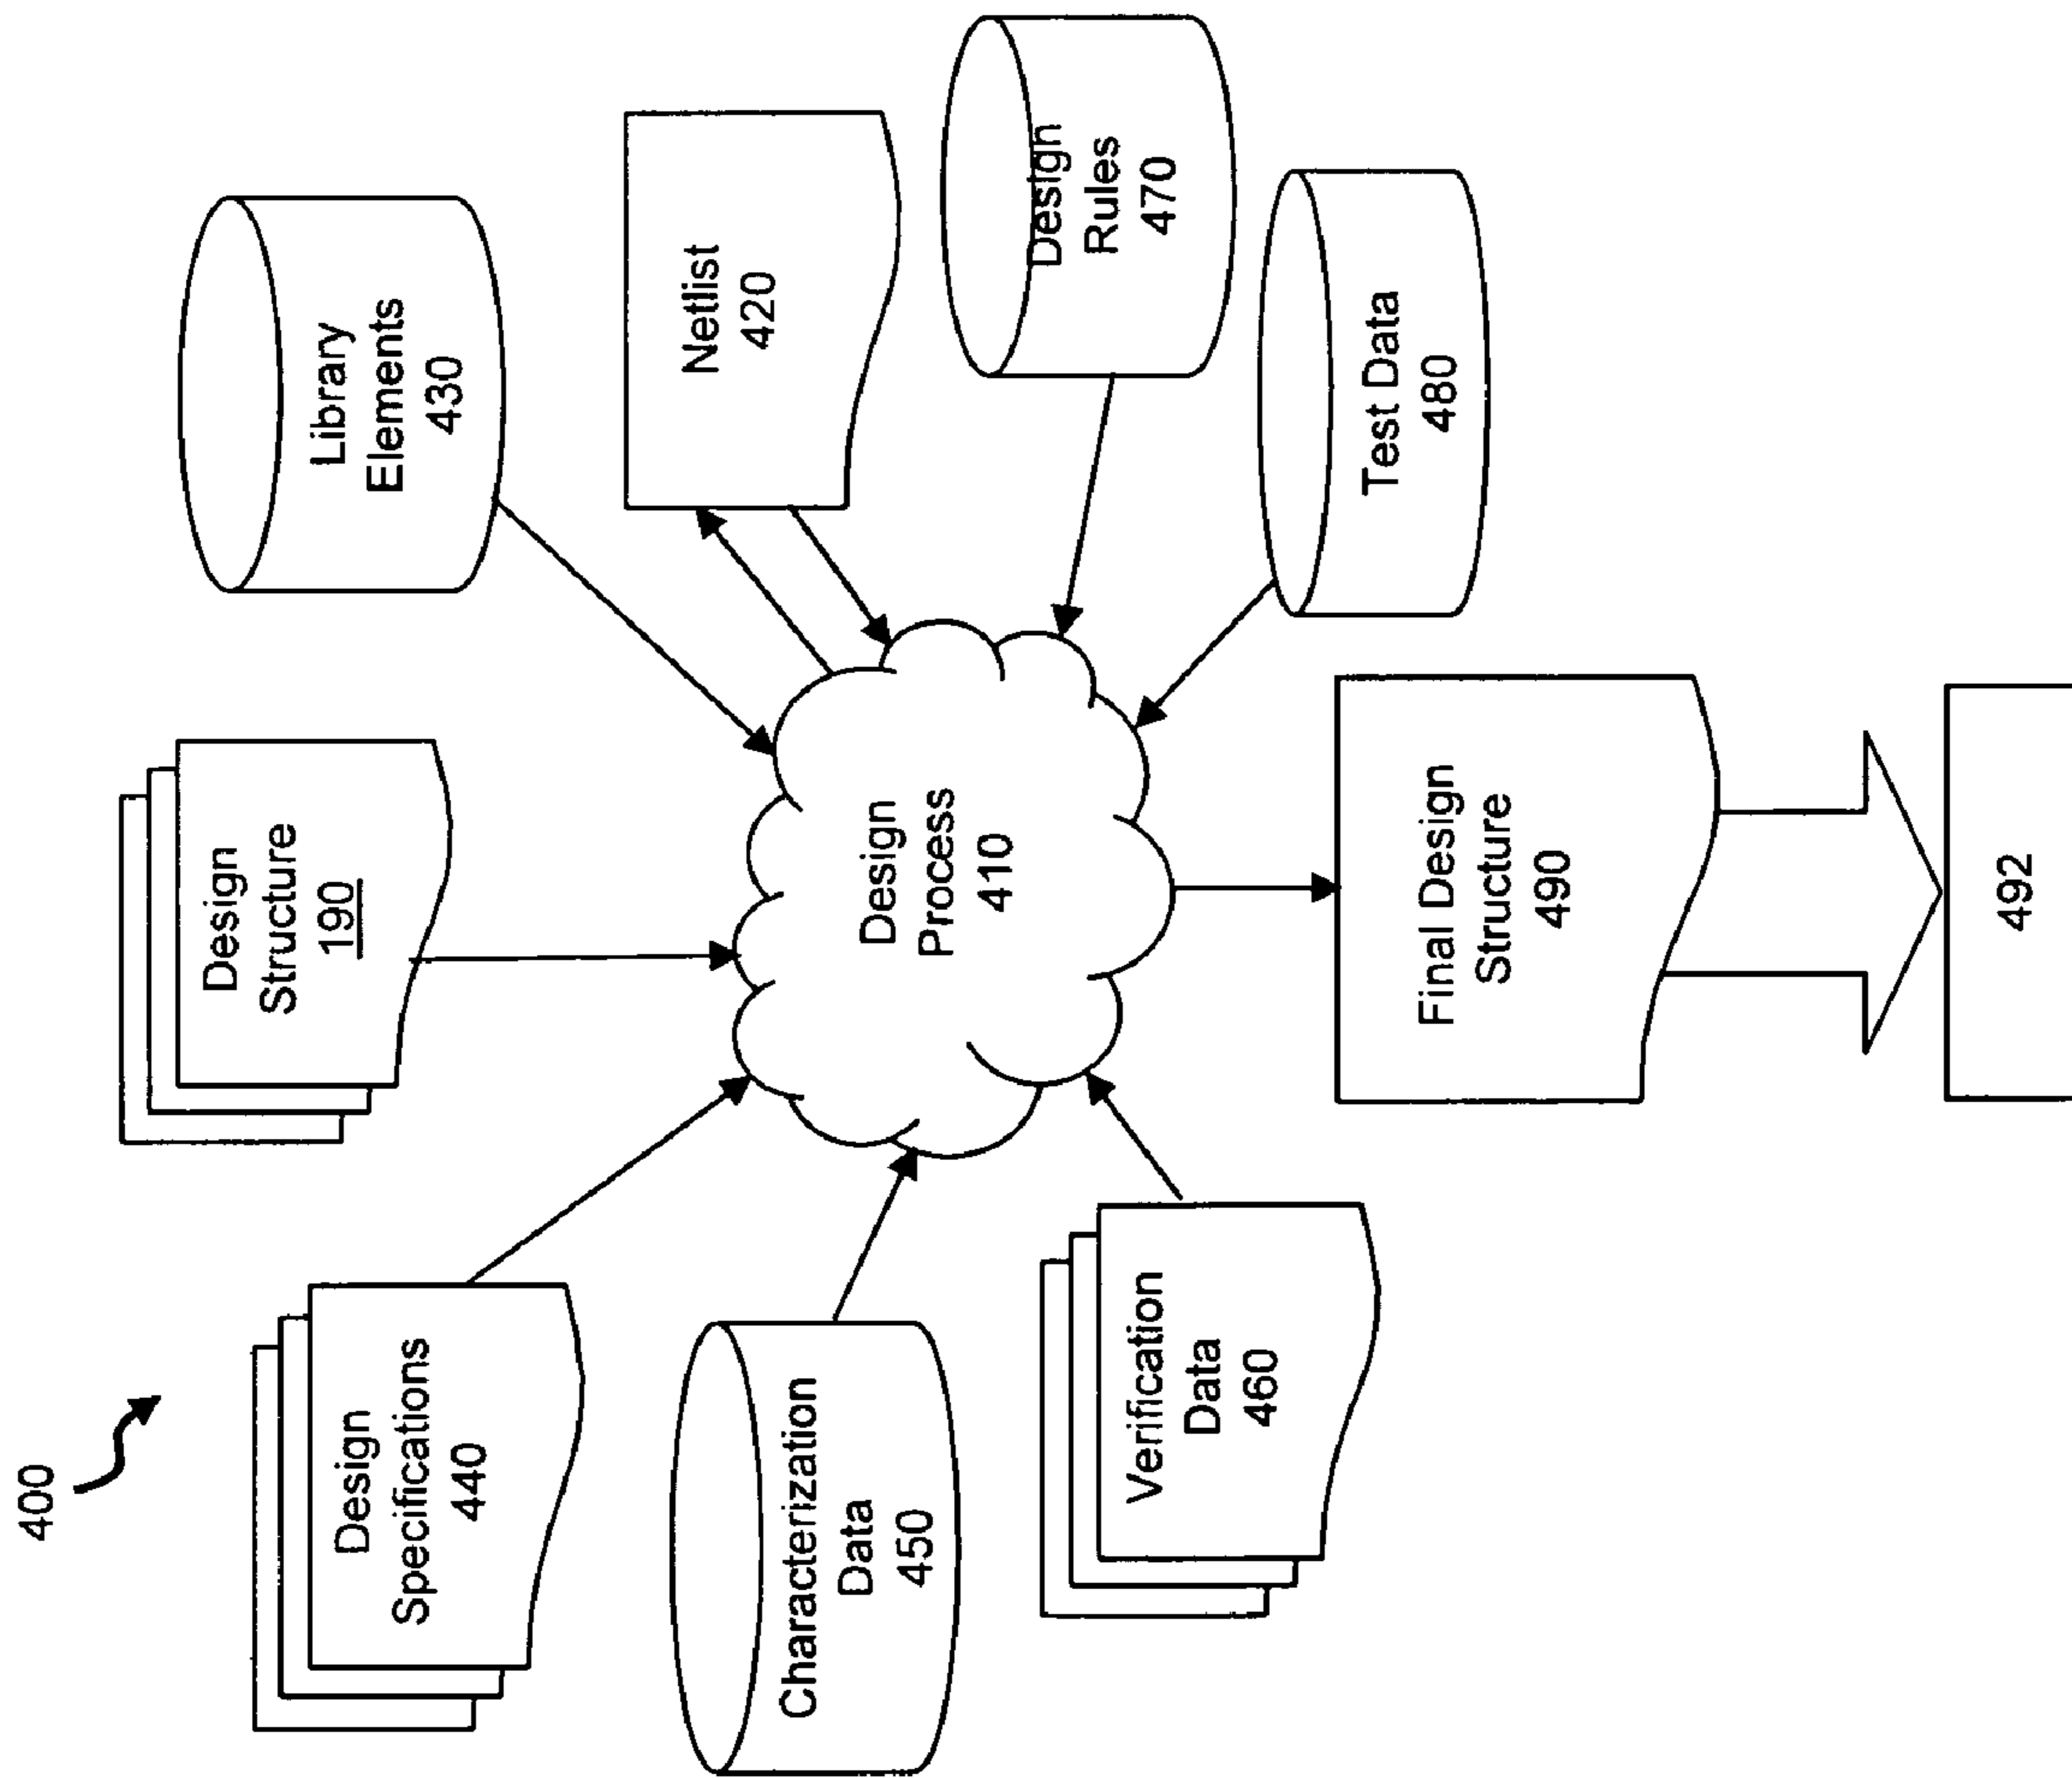 400
Design
Structure
190
Design
Specifications
440
Library
Elements
430
Characterization
Data
450
Netlist
420
Design
Process
410
Design
Rules
470
Verification
Data
460
Test Data
480
Final Design
Structure
490
492